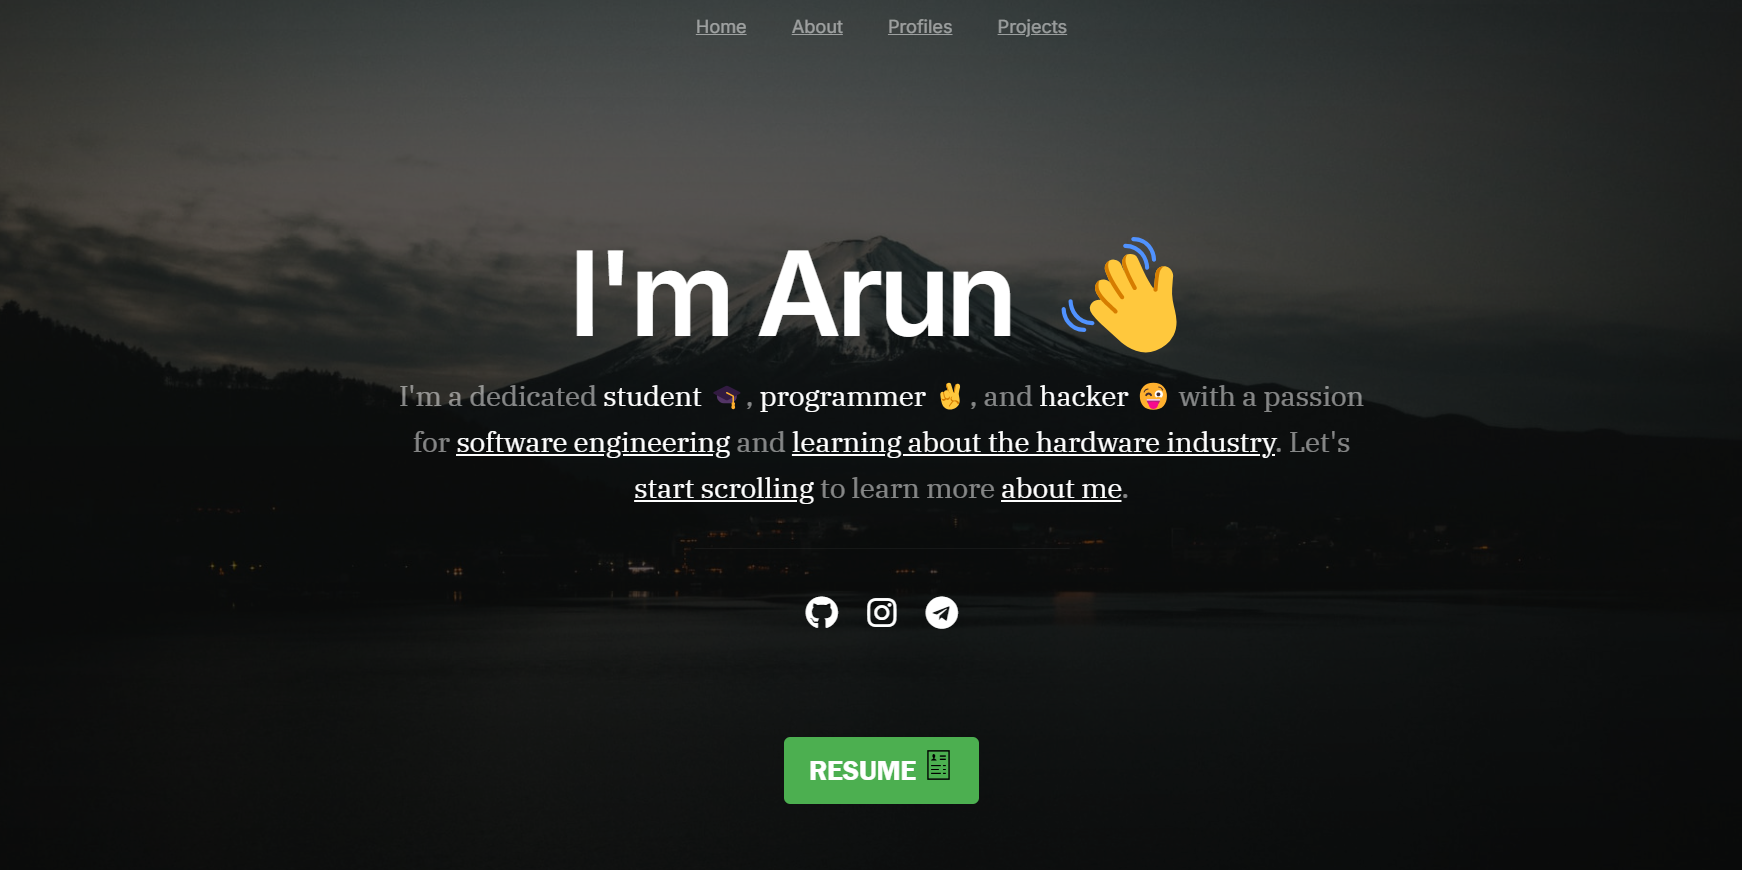 Home About Profiles Projects
I'm Arun 👋
I'm a dedicated student 🎓, programmer ✌, and hacker 😜 with a passion
for software engineering and learning about the hardware industry. Let's
start scrolling to learn more about me.
RESUME